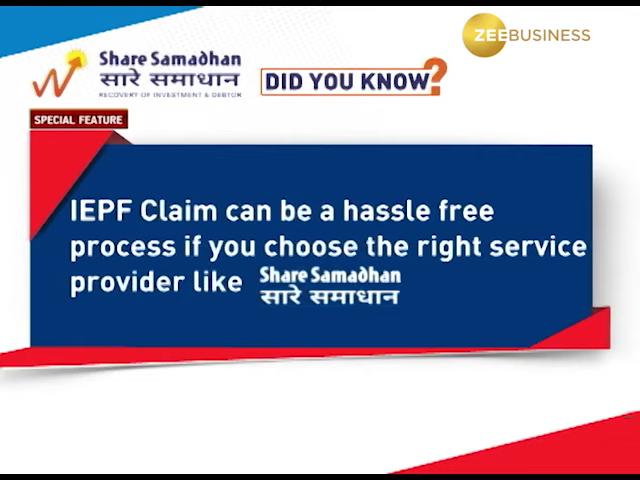 Share Samadhan
सारे समाधान
RECOVERY OF INVESTMENT & DEBTOR
DID YOU KNOW?
ZEEBUSINESS
SPECIAL FEATURE
IEPF Claim can be a hassle free
process if you choose the right service
provider like Share Samadhan
सारे समाधान